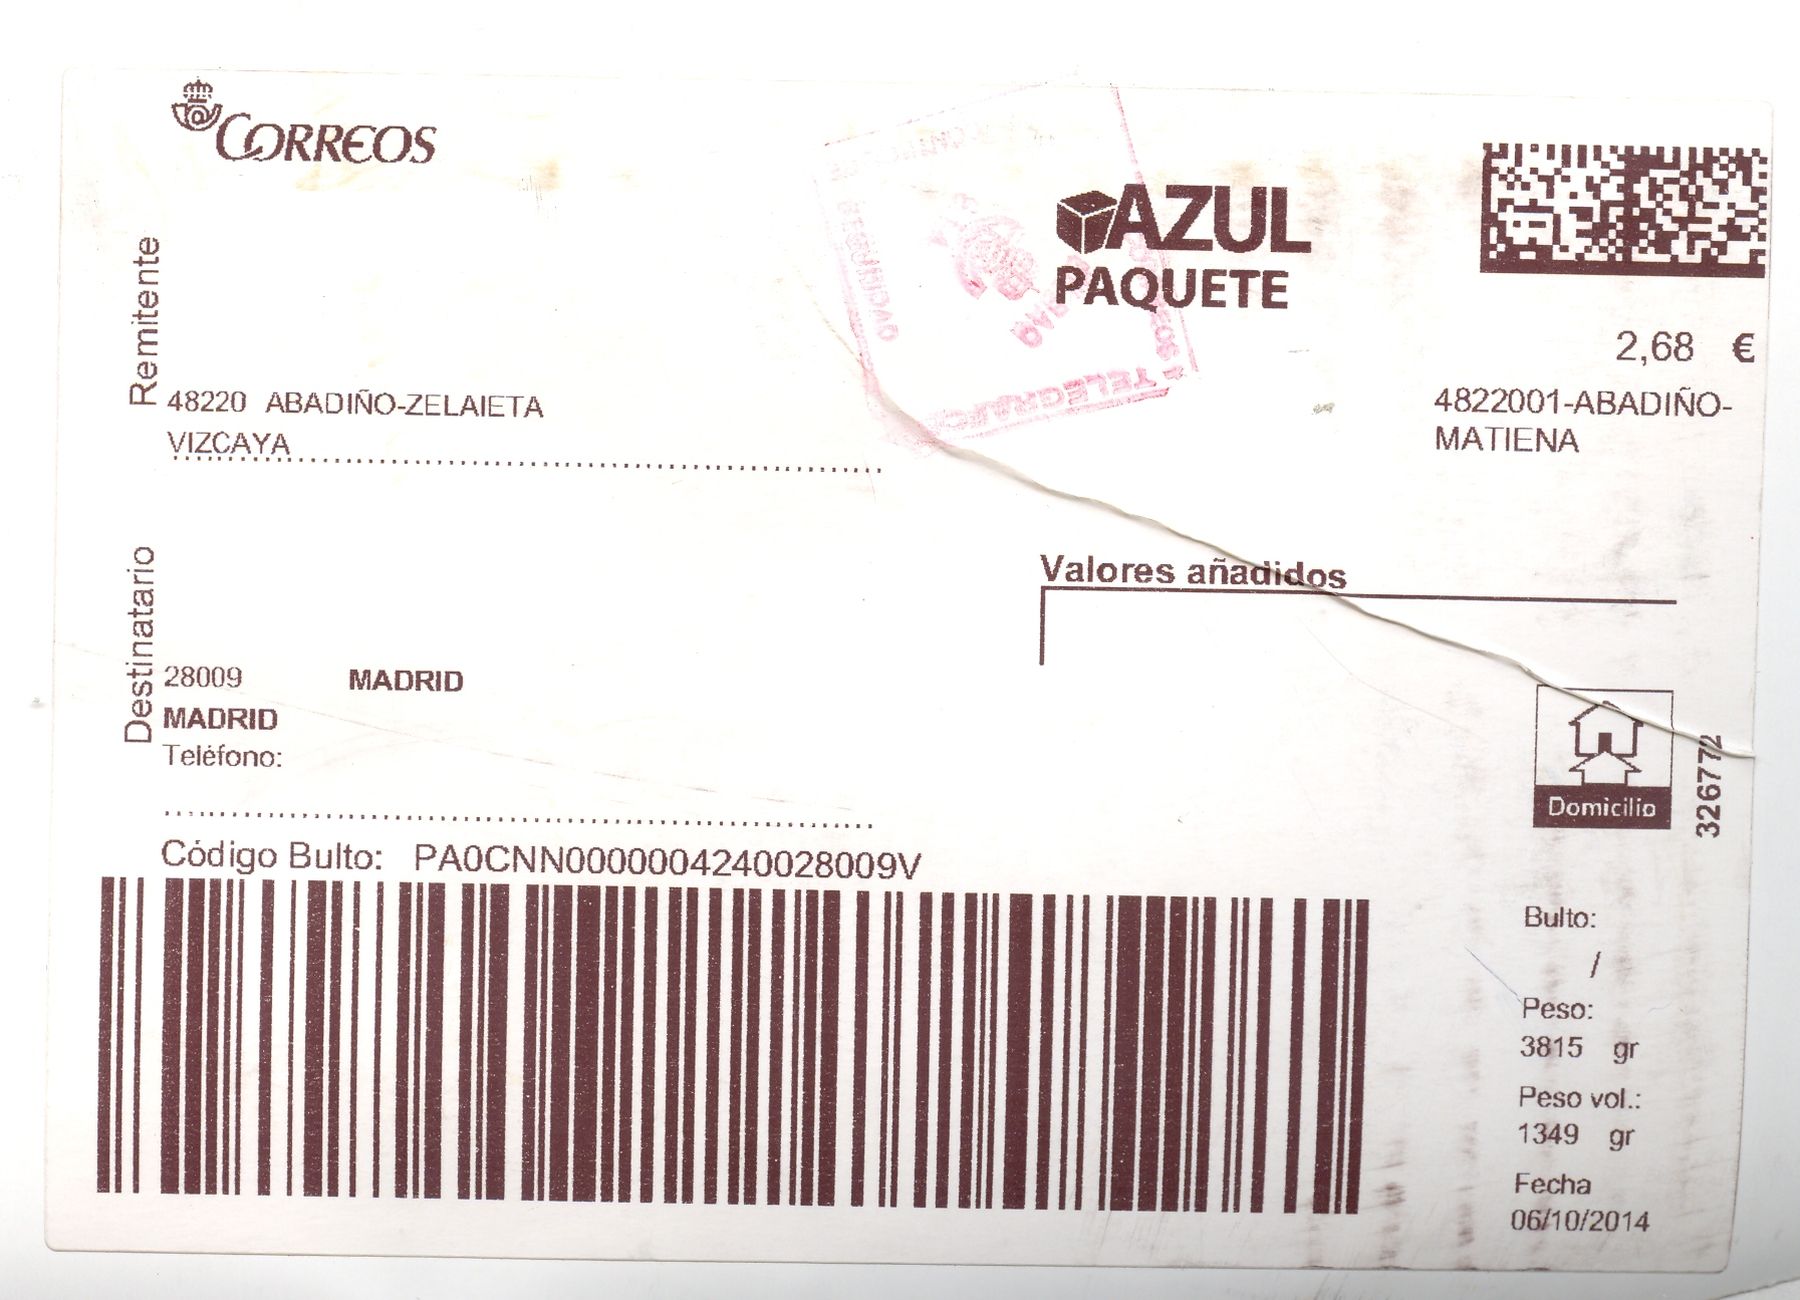 CORREOS
AZUL
PAQUETE
2,68 €
4822001-ABADIÑO-
MATIENA
Remitente
48220 ABADIÑO-ZELAIETA
VIZCAYA
Valores añadidos
Destinatario
28009 MADRID
MADRID
Teléfono:
Domicilio
326772
Código Bulto: PA0CNN0000004240028009V
Bulto:
/
Peso:
3815 gr
Peso vol.:
1349 gr
Fecha
06/10/2014